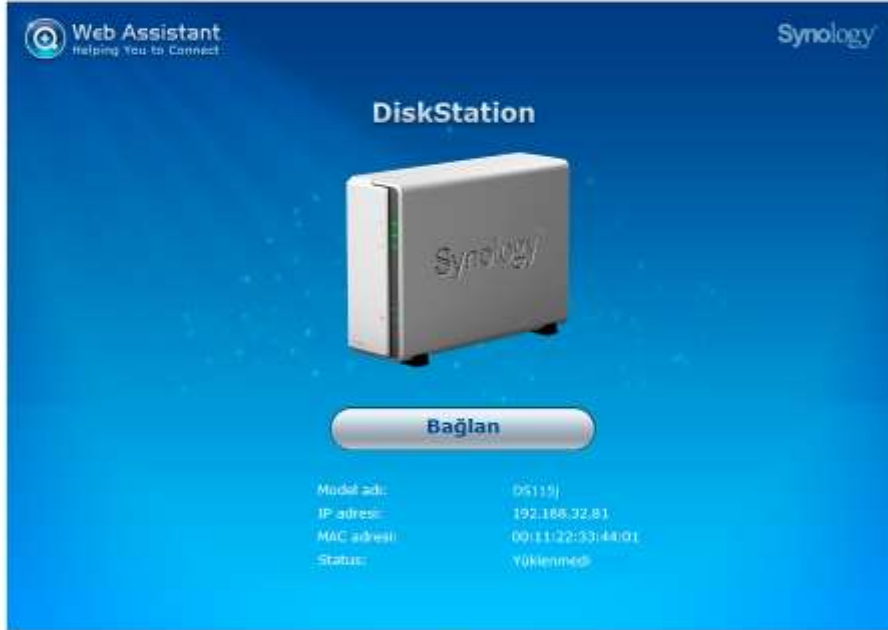 Web Assistant
Helping You to Connect
Synology
DiskStation
Synology
Bağlan
Model adı: DS115j
IP adresi: 192.168.32.81
MAC adresi: 00:11:22:33:44:01
Status: Yüklenmedi